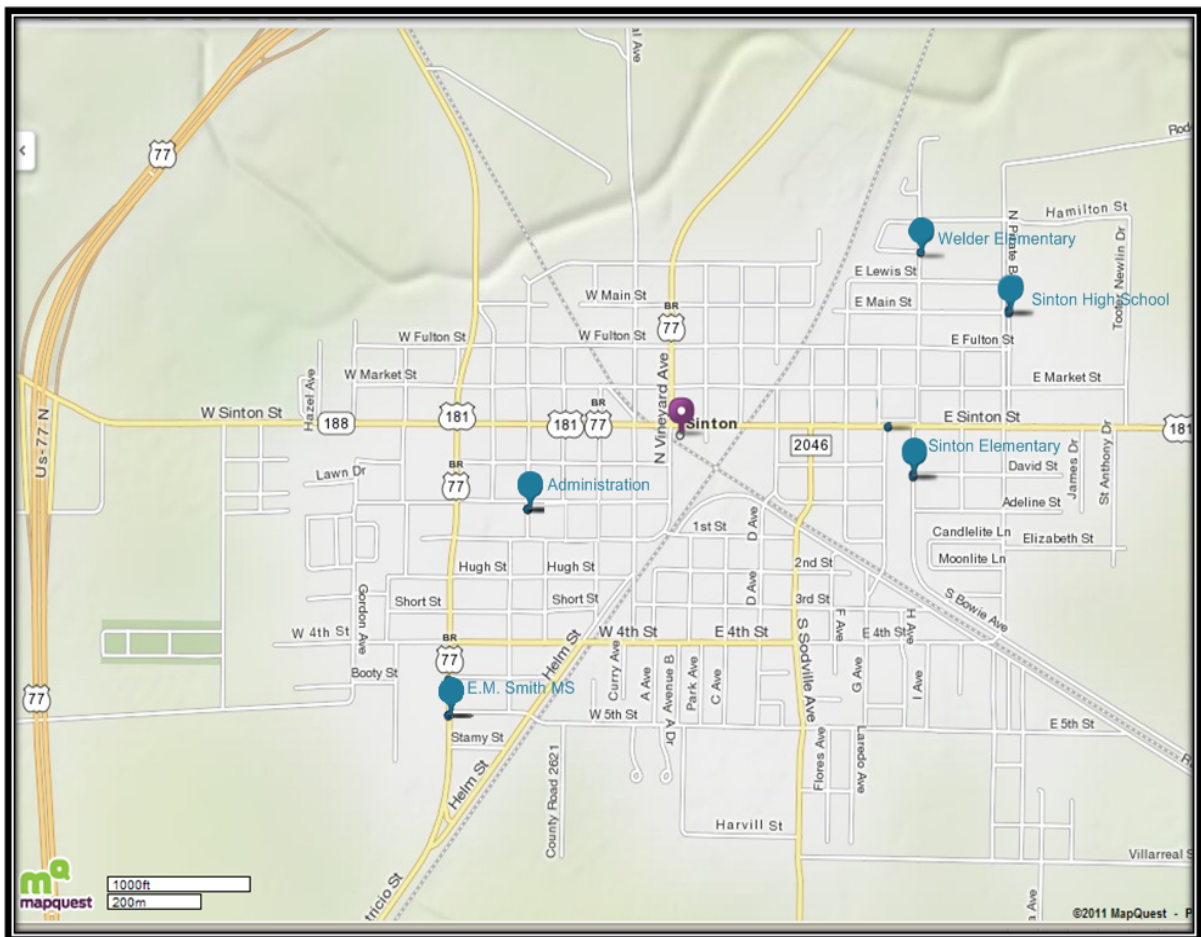 77
Hamilton St
N Pirate B
Rod
Tooter Newlin Dr
Welder Elementary
E Lewis St
W Main St
E Main St
Sinton High School
BR
77
W Fulton St
W Fulton St
E Fulton St
W Market St
E Market St
Hazel Ave
W Sinton St
188
181
181
BR
77
N Vineyard Ave
Sinton
E Sinton St
181
2046
Us-77 N
Lawn Dr
BR
77
Administration
Sinton Elementary
David St
James Dr
St Anthony Dr
Adeline St
1st St
D Ave
Candlelite Ln
Elizabeth St
Moonlite Ln
Hugh St
Hugh St
2nd St
D Ave
Gordon Ave
Short St
Short St
3rd St
S Bowie Ave
W 4th St
BR
77
W 4th St
E 4th St
F Ave
H Ave
E 4th St
Helm St
S Sodville Ave
Booty St
77
E.M. Smith MS
Curry Ave
A Ave
Avenue B
Park Ave
C Ave
G Ave
I Ave
W 5th St
A Dr
E 5th St
Stamy St
Helm St
County Road 2621
Flores Ave
Laredo Ave
Harvill St
Villarreal S
a Ave
tricio St
mapquest
1000ft
200m
©2011 MapQuest - P